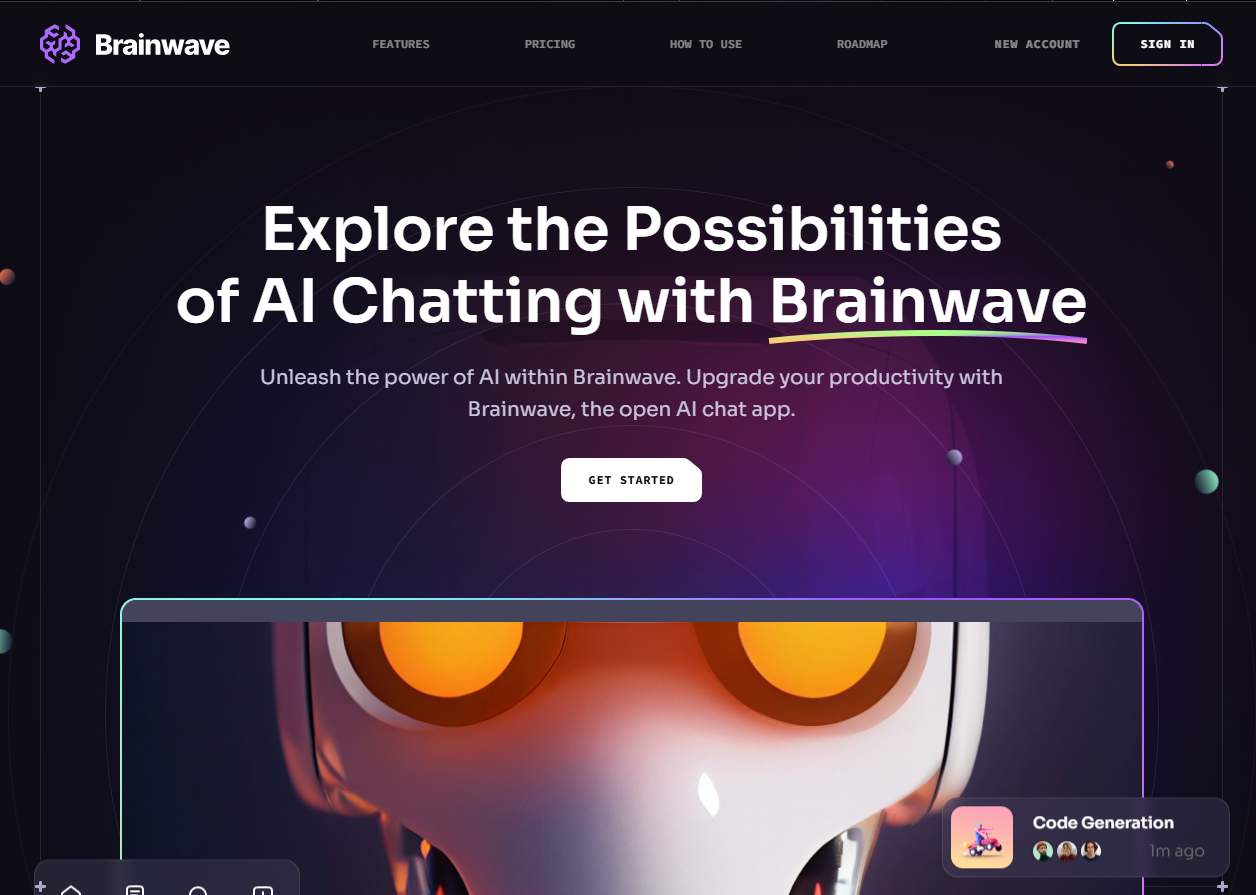 Brainwave
FEATURES
PRICING
HOW TO USE
ROADMAP
NEW ACCOUNT
SIGN IN
Explore the Possibilities
of AI Chatting with Brainwave
Unleash the power of AI within Brainwave. Upgrade your productivity with
Brainwave, the open AI chat app.
GET STARTED
Code Generation
1m ago